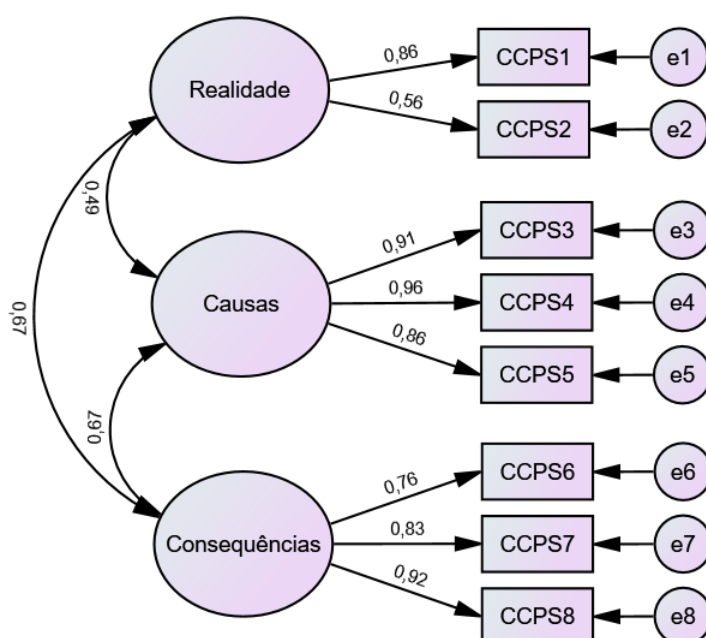 0,86
CCPS1
e1
Realidade
0,56
CCPS2
e2
0,49
0,91
CCPS3
e3
Causas
0,96
CCPS4
e4
0,86
CCPS5
e5
0,67
0,67
0,76
CCPS6
e6
Consequências
0,83
CCPS7
e7
0,92
CCPS8
e8